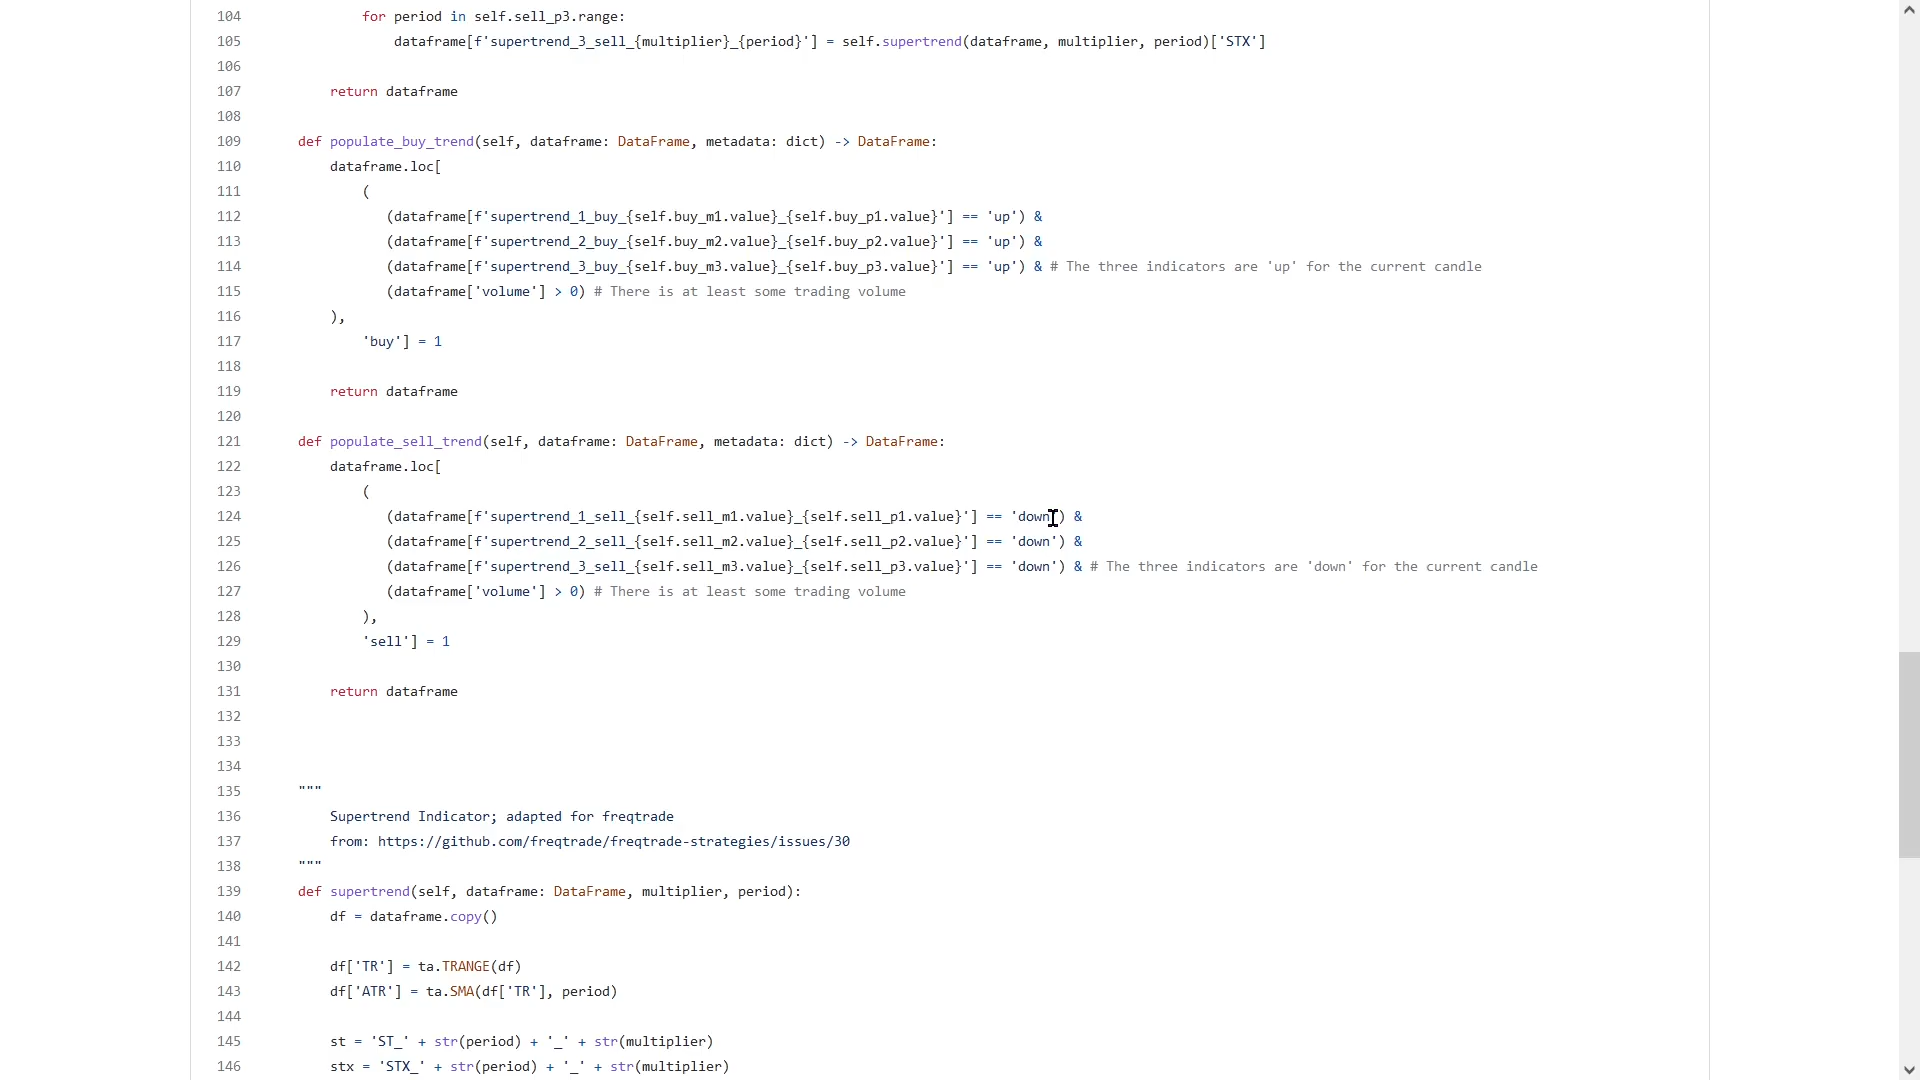 104 for period in self.sell_p3.range:
105 dataframe[f'supertrend_3_sell_{multiplier}_{period}'] = self.supertrend(dataframe, multiplier, period)['STX']
106
107 return dataframe
108
109 def populate_buy_trend(self, dataframe: DataFrame, metadata: dict) -> DataFrame:
110 dataframe.loc[
111 (
112 (dataframe[f'supertrend_1_buy_{self.buy_m1.value}_{self.buy_p1.value}'] == 'up') &
113 (dataframe[f'supertrend_2_buy_{self.buy_m2.value}_{self.buy_p2.value}'] == 'up') &
114 (dataframe[f'supertrend_3_buy_{self.buy_m3.value}_{self.buy_p3.value}'] == 'up') & # The three indicators are 'up' for the current candle
115 (dataframe['volume'] > 0) # There is at least some trading volume
116 ),
117 'buy'] = 1
118
119 return dataframe
120
121 def populate_sell_trend(self, dataframe: DataFrame, metadata: dict) -> DataFrame:
122 dataframe.loc[
123 (
124 (dataframe[f'supertrend_1_sell_{self.sell_m1.value}_{self.sell_p1.value}'] == 'down') &
125 (dataframe[f'supertrend_2_sell_{self.sell_m2.value}_{self.sell_p2.value}'] == 'down') &
126 (dataframe[f'supertrend_3_sell_{self.sell_m3.value}_{self.sell_p3.value}'] == 'down') & # The three indicators are 'down' for the current candle
127 (dataframe['volume'] > 0) # There is at least some trading volume
128 ),
129 'sell'] = 1
130
131 return dataframe
132
133
134
135 """
136 Supertrend Indicator; adapted for freqtrade
137 from: https://github.com/freqtrade/freqtrade-strategies/issues/30
138 """
139 def supertrend(self, dataframe: DataFrame, multiplier, period):
140 df = dataframe.copy()
141
142 df['TR'] = ta.TRANGE(df)
143 df['ATR'] = ta.SMA(df['TR'], period)
144
145 st = 'ST_' + str(period) + '_' + str(multiplier)
146 stx = 'STX_' + str(period) + '_' + str(multiplier)